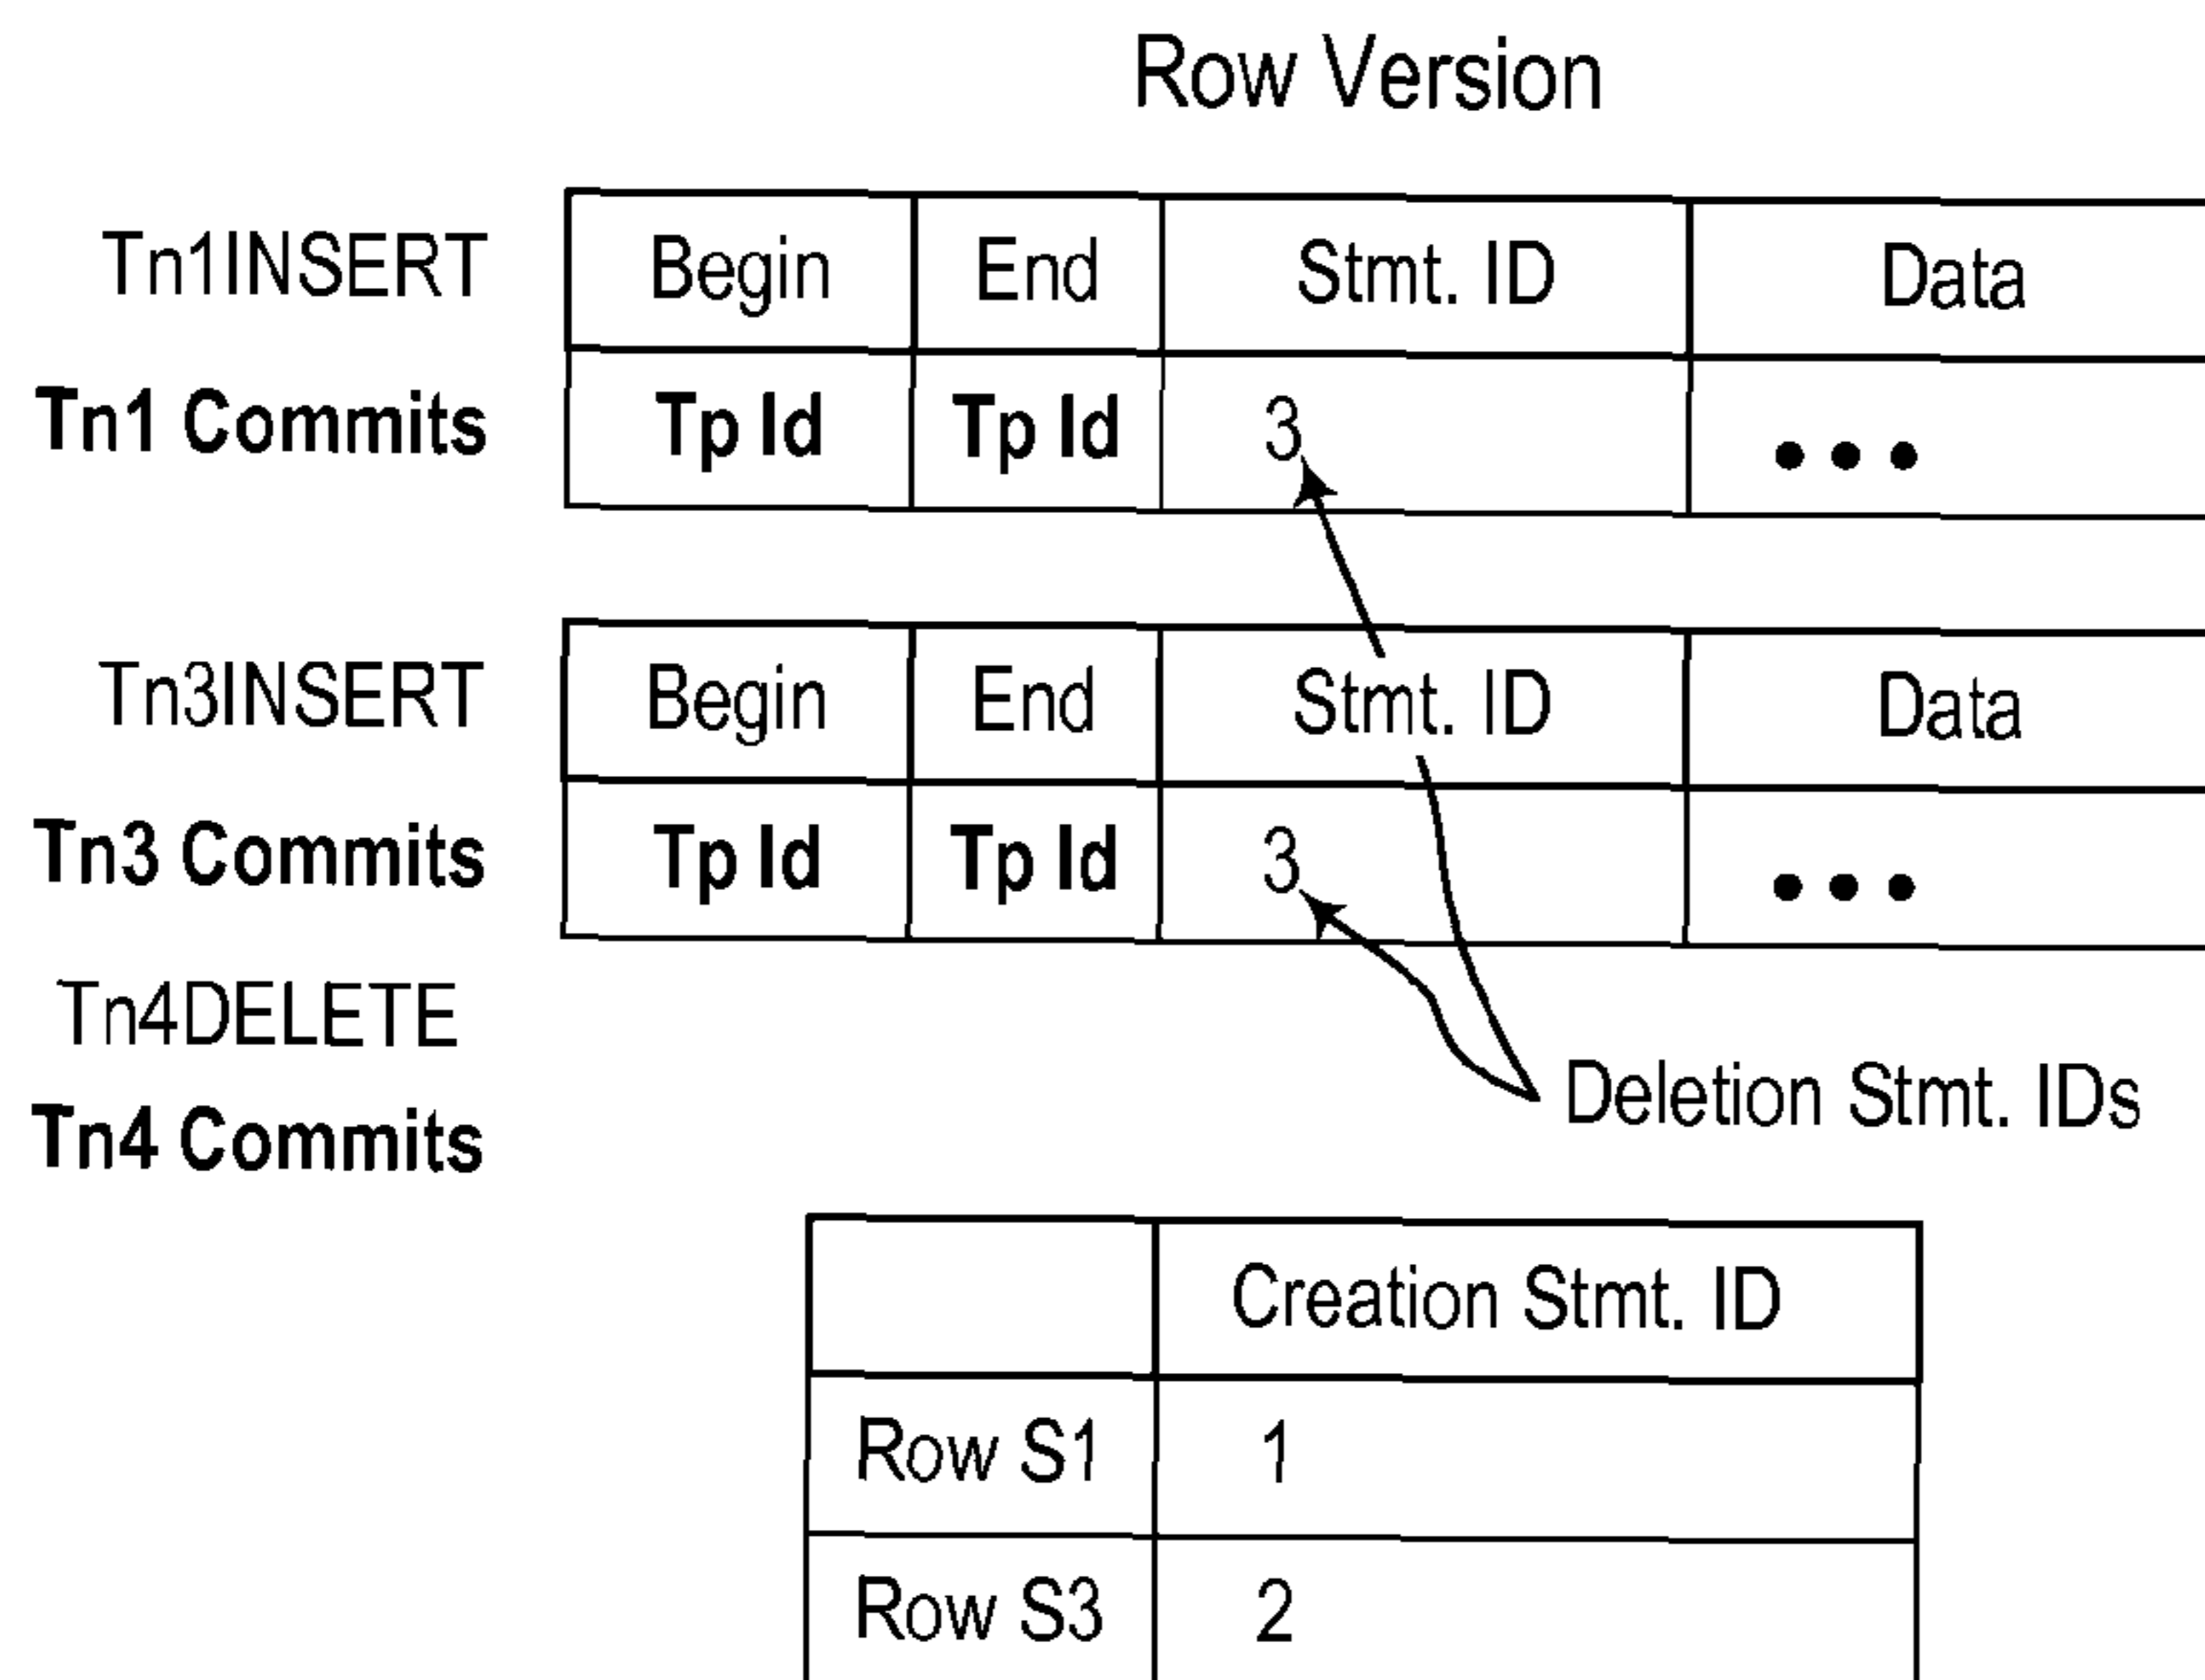 Row Version
Tn1INSERT Begin End Stmt. ID Data
Tn1 Commits Tp Id Tp Id 3 •••
Tn3INSERT Begin End Stmt. ID Data
Tn3 Commits Tp Id Tp Id 3 •••
Tn4DELETE
Deletion Stmt. IDs
Tn4 Commits
Creation Stmt. ID
Row S1 1
Row S3 2